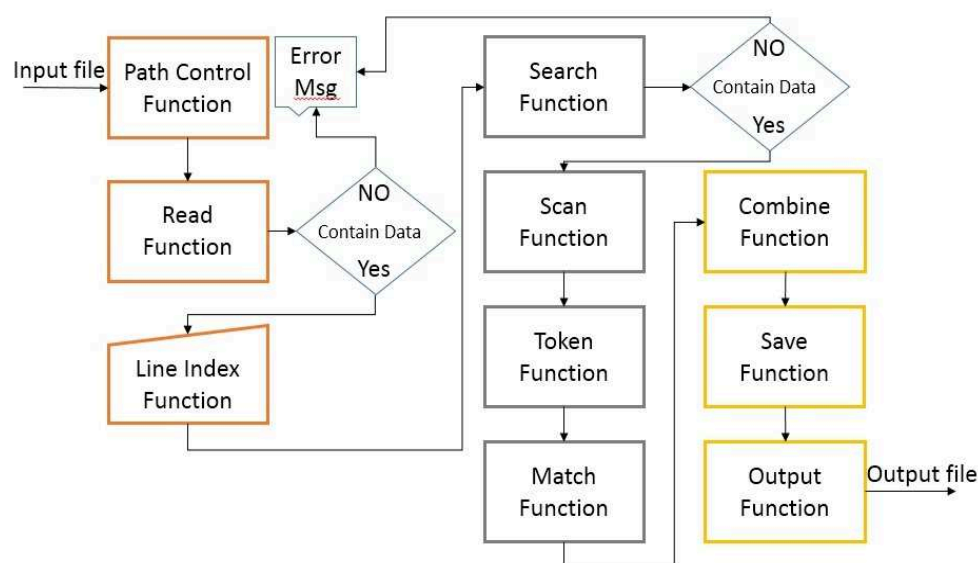 Input file
Path Control
Function
Error
Msg
Read
Function
NO
Contain Data
Yes
Line Index
Function
Search
Function
NO
Contain Data
Yes
Scan
Function
Token
Function
Match
Function
Combine
Function
Save
Function
Output
Function
Output file